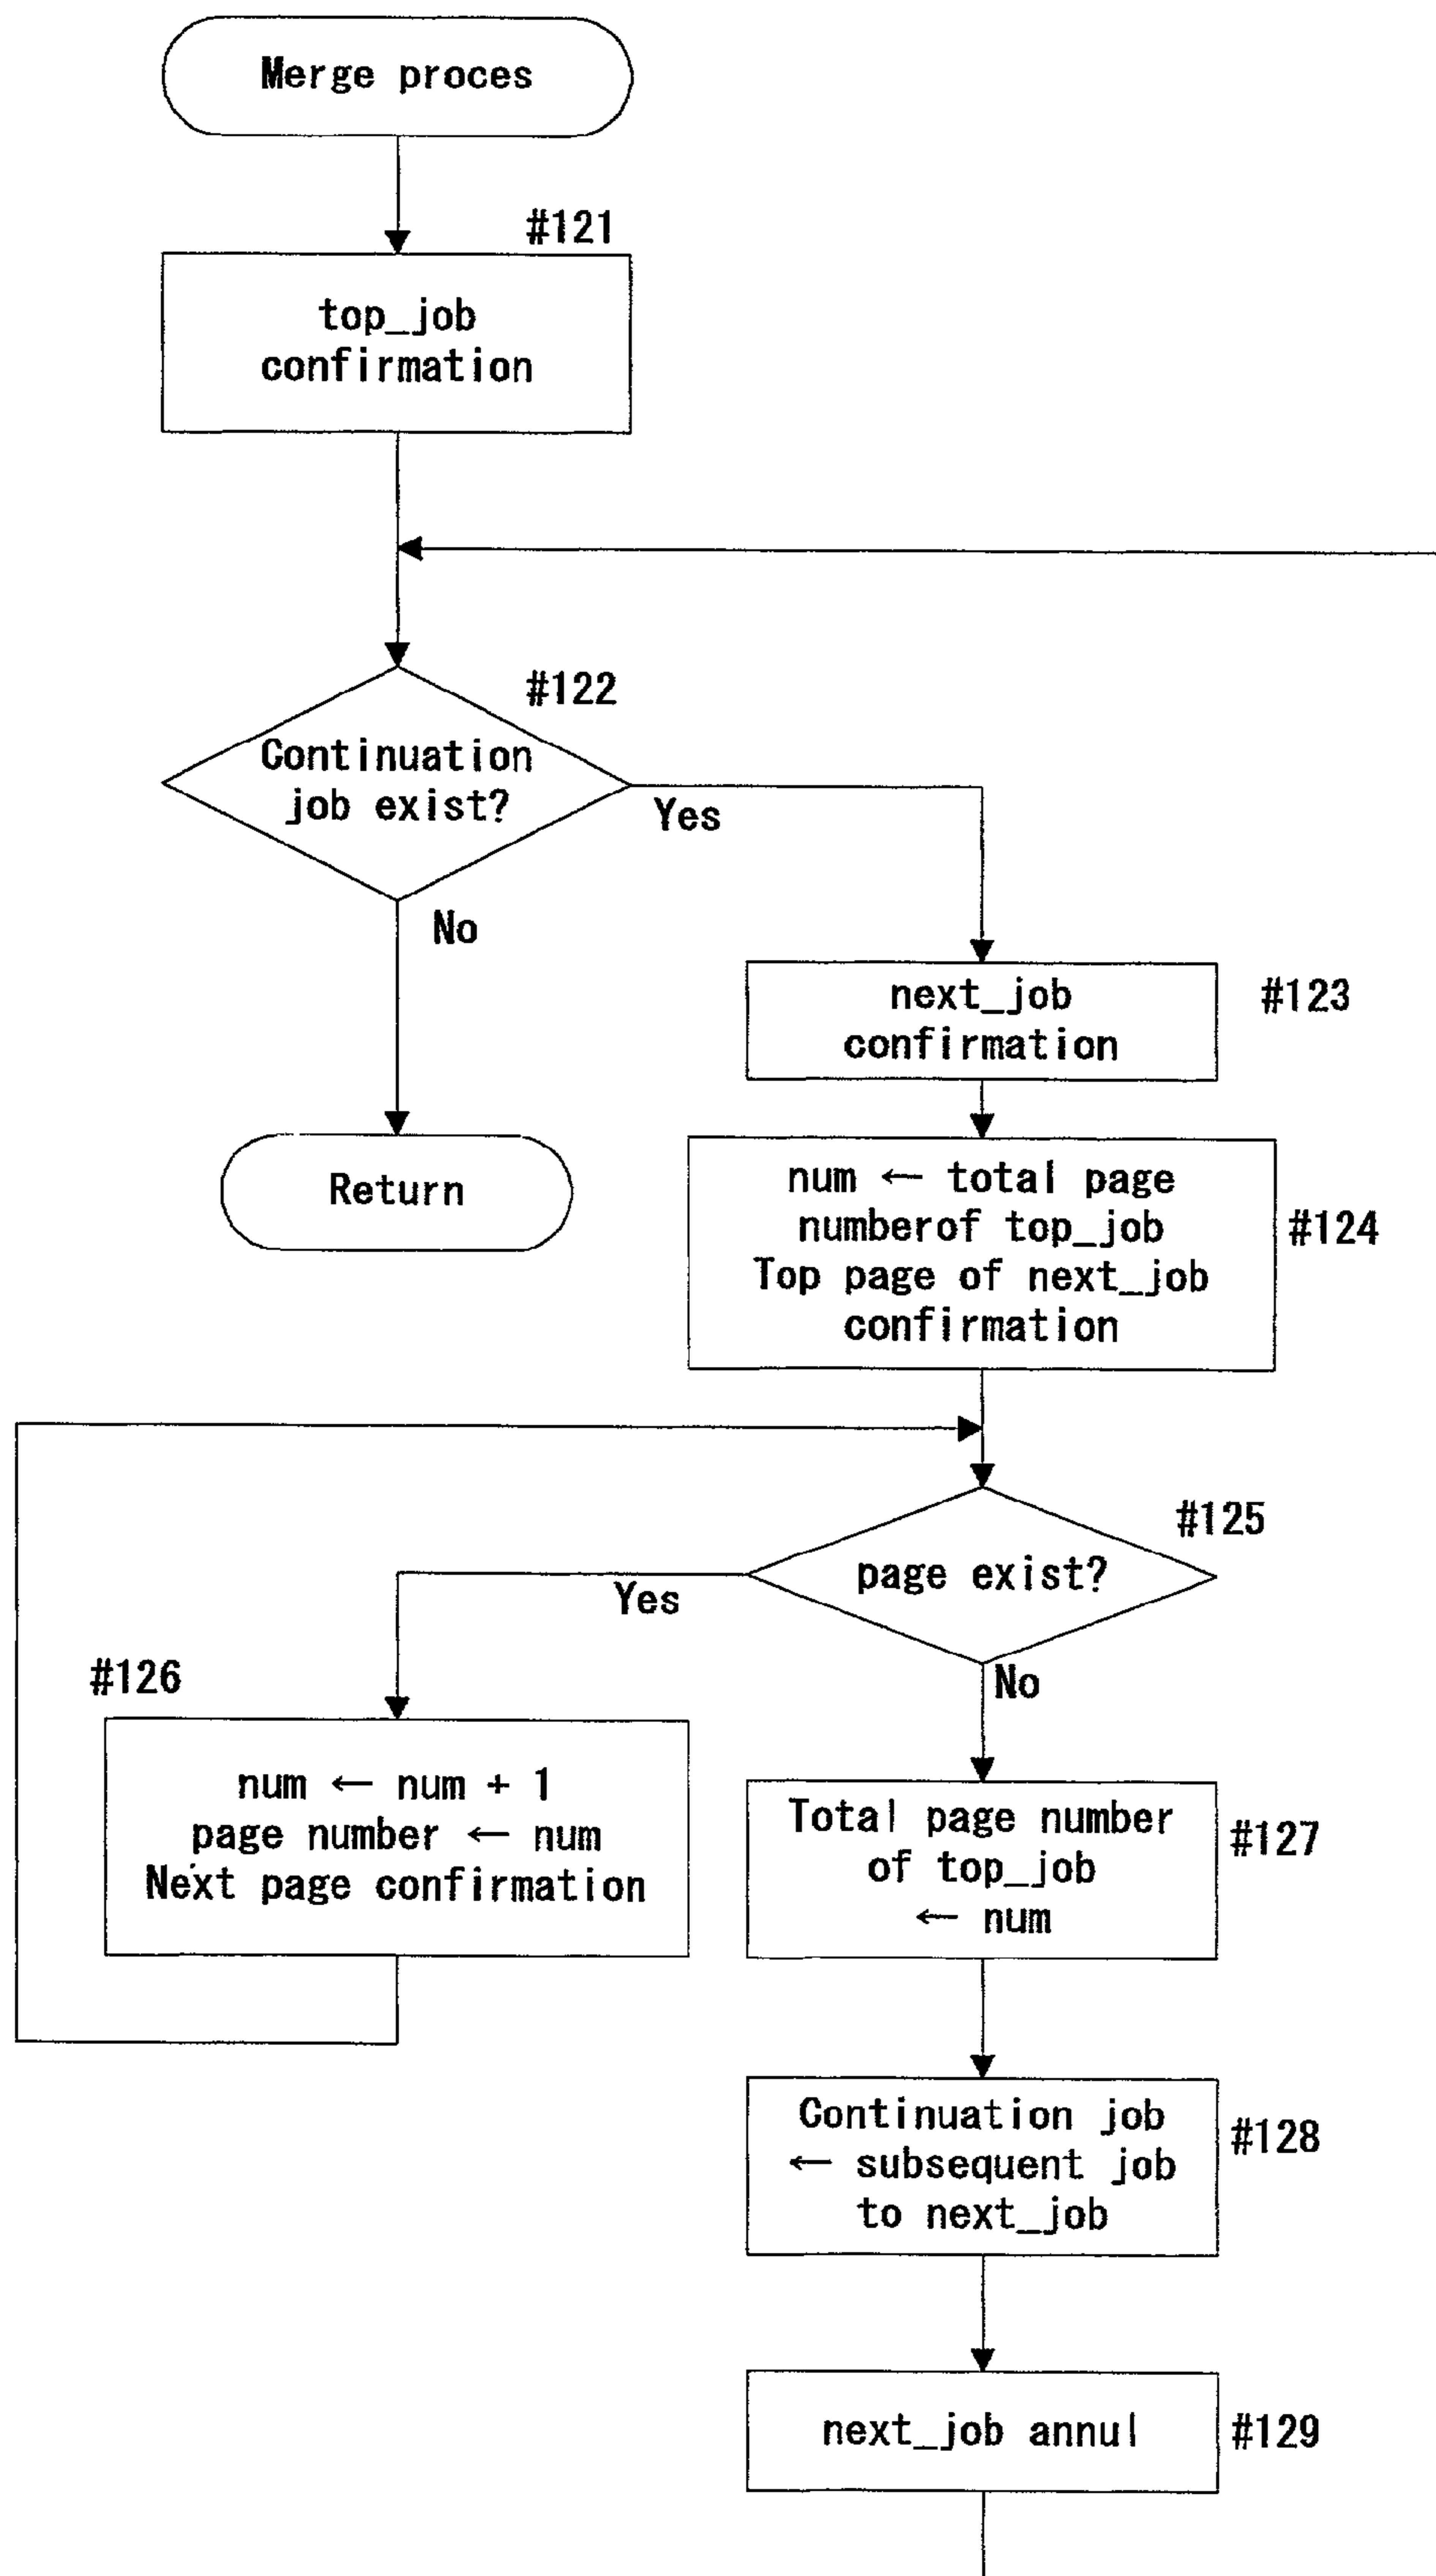 Merge proces
#121
top_job
confirmation
#122
Continuation
job exist?
Yes
No
#123
next_job
confirmation
Return
num ← total page
numberof top_job
Top page of next_job
confirmation
#124
#125
page exist?
Yes
No
#126
num ← num + 1
page number ← num
Next page confirmation
Total page number
of top_job
← num
#127
Continuation job
← subsequent job
to next_job
#128
next_job annul
#129